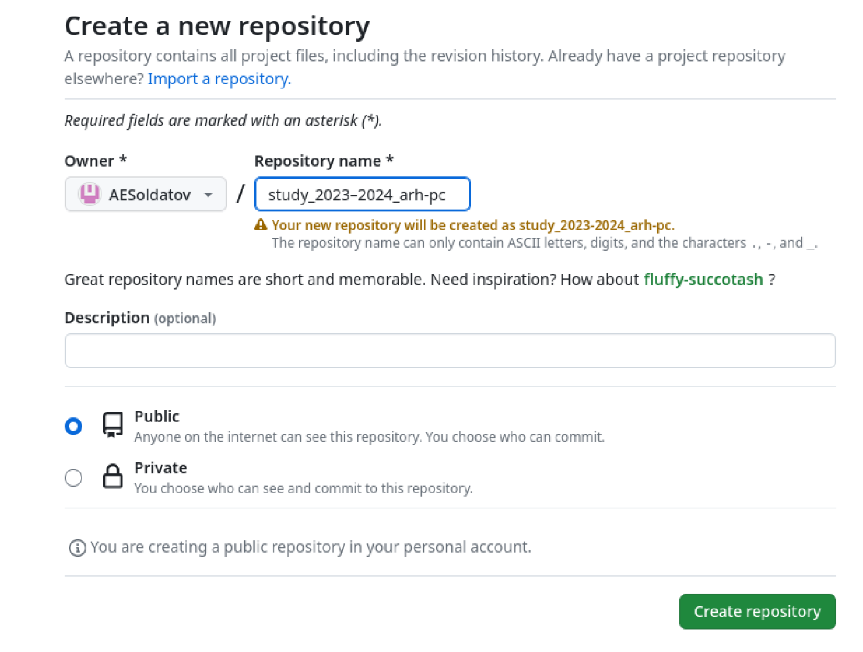 Create a new repository
A repository contains all project files, including the revision history. Already have a project repository
elsewhere? Import a repository.
Required fields are marked with an asterisk (*).
Owner * Repository name *
AESoldatov / study_2023–2024_arh-pc
Your new repository will be created as study_2023-2024_arh-pc.
The repository name can only contain ASCII letters, digits, and the characters ., -, and _.
Great repository names are short and memorable. Need inspiration? How about fluffy-succotash ?
Description (optional)
Public
Anyone on the internet can see this repository. You choose who can commit.
Private
You choose who can see and commit to this repository.
You are creating a public repository in your personal account.
Create repository